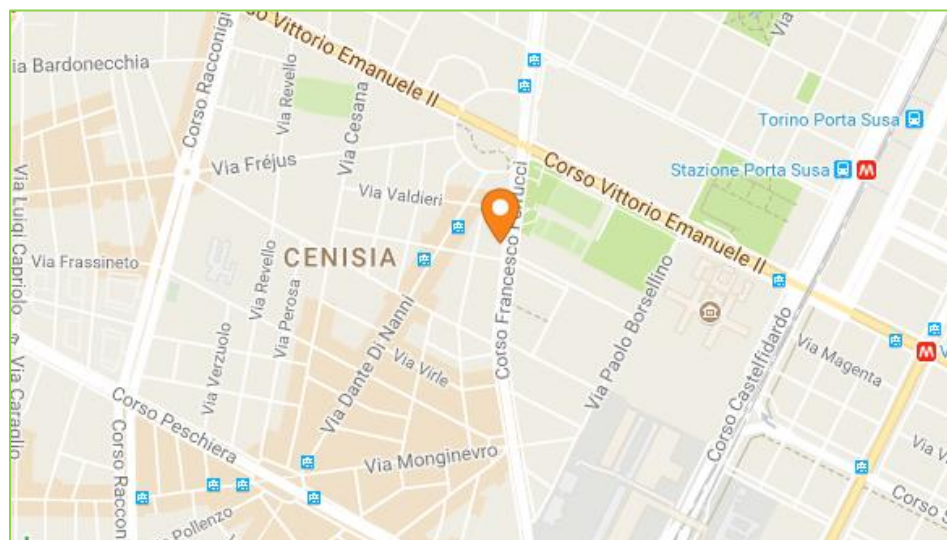 so Vittorio Emanuele II
Via
ia Bardonecchia
Corso Racconigi
Via Revello
Via Cesana
Torino Porta Susa
Via Fréjus
Corso Vittorio Emanuele II
Stazione Porta Susa
M
Via Valdieri
Via Luigi Capriolo
CENISIA
Via Frassineto
Via Revello
Via Perosa
Corso Francesco Ferrucci
Via Paolo Borsellino
Via Dante Di Nanni
Via Verzuolo
Via Virle
Corso Castelfidardo
Via Magenta
M
V
a
Via Caraglio
Corso Peschiera
Corso Raccon
Via Monginevro
Via V
Corso S
Pollenzo